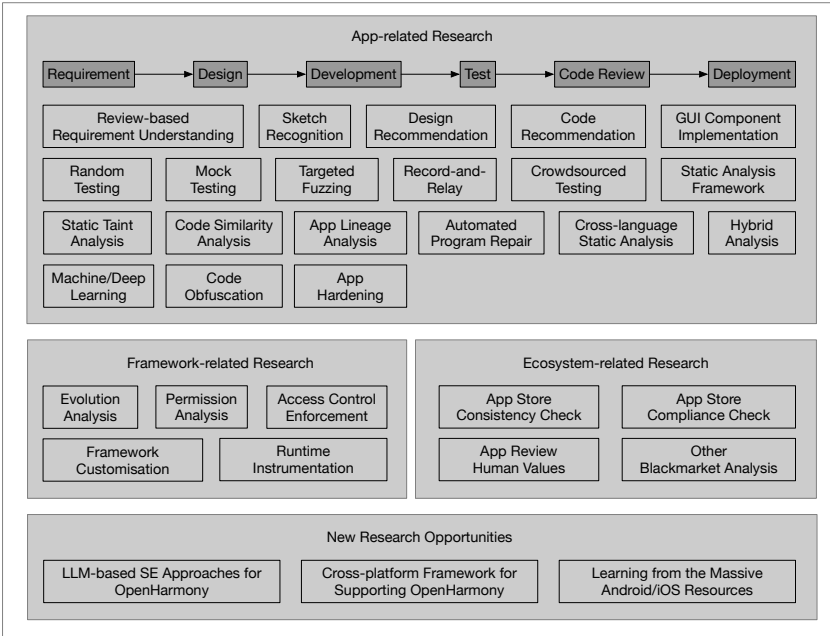 App-related Research
Requirement
Design
Development
Test
Code Review
Deployment
Review-based
Requirement Understanding
Sketch
Recognition
Design
Recommendation
Code
Recommendation
GUI Component
Implementation
Random
Testing
Mock
Testing
Targeted
Fuzzing
Record-and-
Relay
Crowdsourced
Testing
Static Analysis
Framework
Static Taint
Analysis
Code Similarity
Analysis
App Lineage
Analysis
Automated
Program Repair
Cross-language
Static Analysis
Hybrid
Analysis
Machine/Deep
Learning
Code
Obfuscation
App
Hardening
Framework-related Research
Evolution
Analysis
Permission
Analysis
Access Control
Enforcement
Framework
Customisation
Runtime
Instrumentation
Ecosystem-related Research
App Store
Consistency Check
App Store
Compliance Check
App Review
Human Values
Other
Blackmarket Analysis
New Research Opportunities
LLM-based SE Approaches for
OpenHarmony
Cross-platform Framework for
Supporting OpenHarmony
Learning from the Massive
Android/iOS Resources